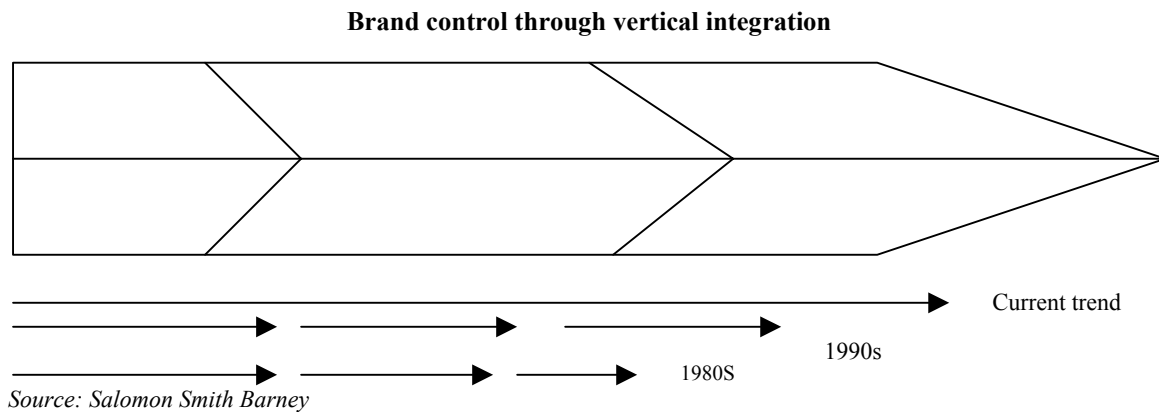 Brand control through vertical integration
Current trend
1990s
1980S
Source: Salomon Smith Barney